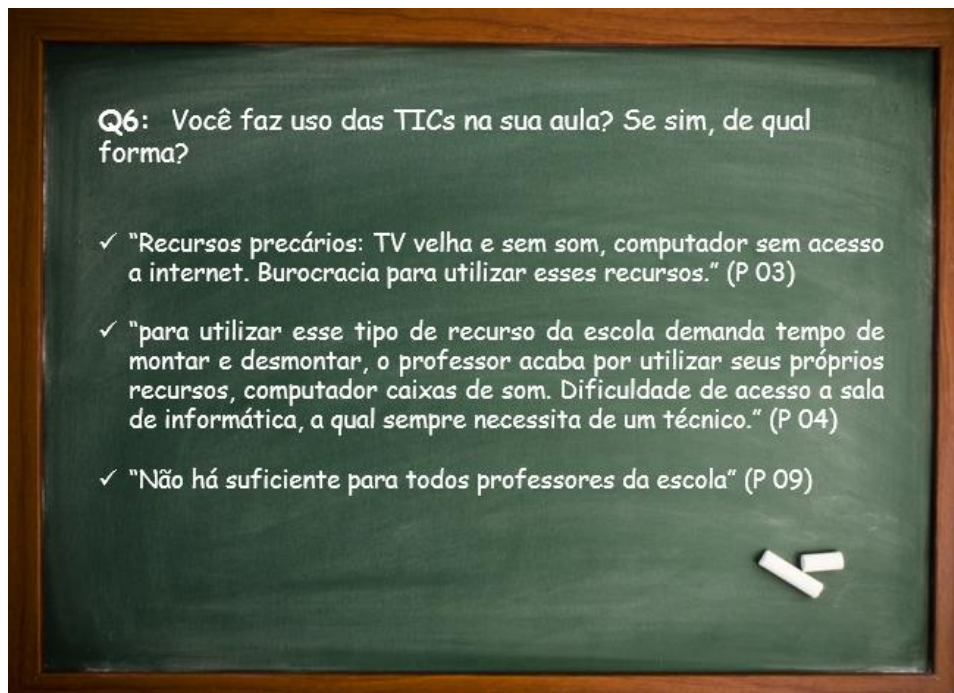 Q6: Você faz uso das TICs na sua aula? Se sim, de qual
forma?
✓ "Recursos precários: TV velha e sem som, computador sem acesso
a internet. Burocracia para utilizar esses recursos." (P 03)
✓ "para utilizar esse tipo de recurso da escola demanda tempo de
montar e desmontar, o professor acaba por utilizar seus próprios
recursos, computador caixas de som. Dificuldade de acesso a sala
de informática, a qual sempre necessita de um técnico." (P 04)
✓ "Não há suficiente para todos professores da escola" (P 09)